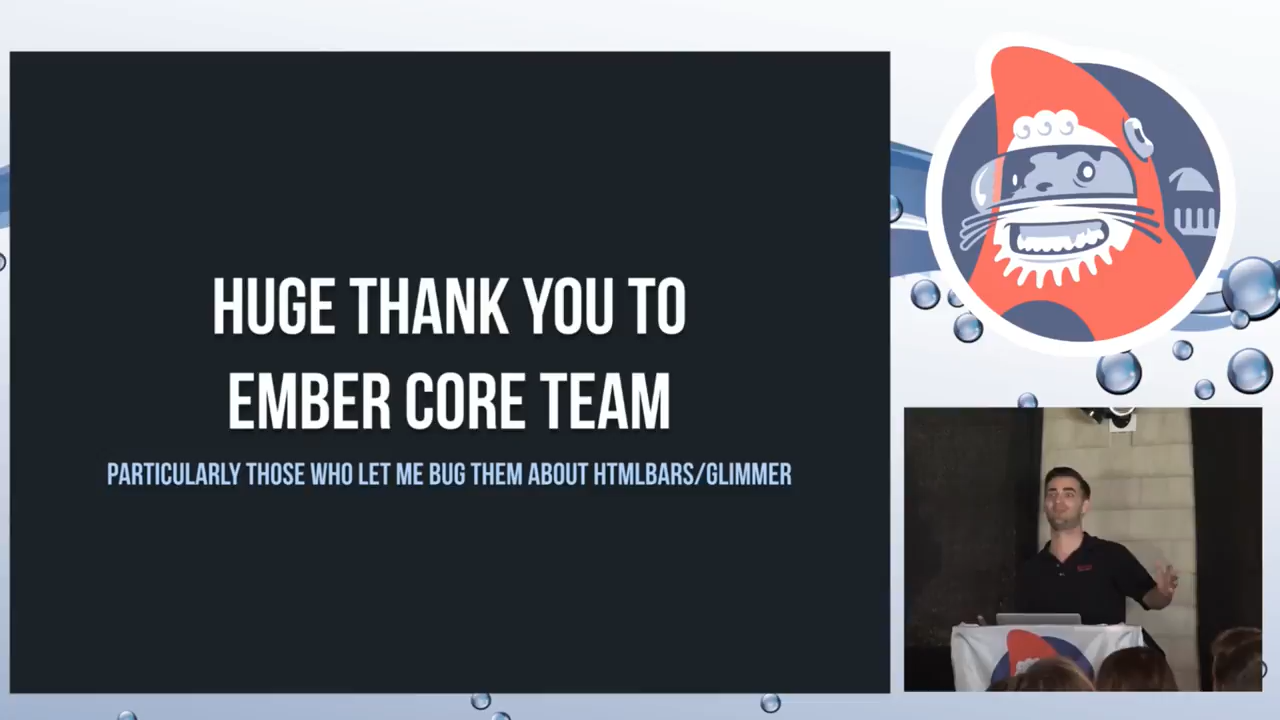 HUGE THANK YOU TO
EMBER CORE TEAM
PARTICULARLY THOSE WHO LET ME BUG THEM ABOUT HTMLBARS/GLIMMER